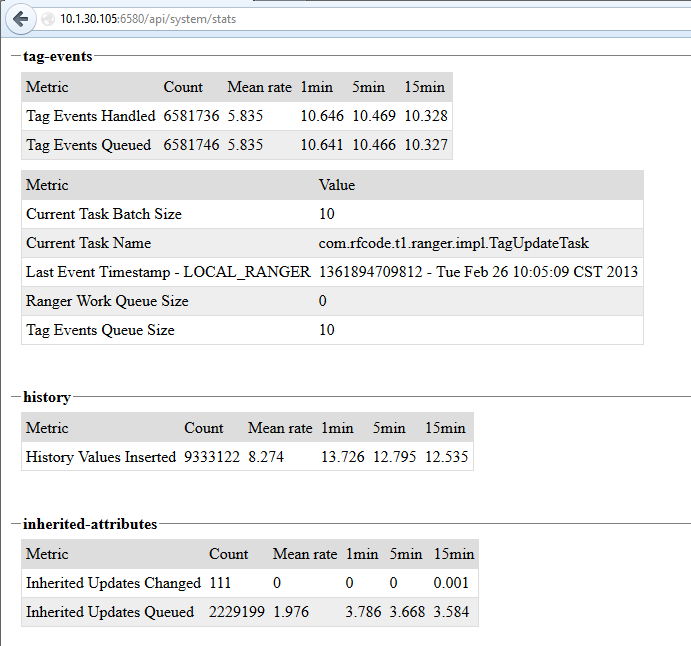 10.1.30.105:6580/api/system/stats
tag-events
Metric Count Mean rate 1min 5min 15min
Tag Events Handled 6581736 5.835 10.646 10.469 10.328
Tag Events Queued 6581746 5.835 10.641 10.466 10.327
Metric Value
Current Task Batch Size 10
Current Task Name com.rfcode.t1.ranger.impl.TagUpdateTask
Last Event Timestamp - LOCAL_RANGER 1361894709812 - Tue Feb 26 10:05:09 CST 2013
Ranger Work Queue Size 0
Tag Events Queue Size 10
history
Metric Count Mean rate 1min 5min 15min
History Values Inserted 9333122 8.274 13.726 12.795 12.535
inherited-attributes
Metric Count Mean rate 1min 5min 15min
Inherited Updates Changed 111 0 0 0 0.001
Inherited Updates Queued 2229199 1.976 3.786 3.668 3.584